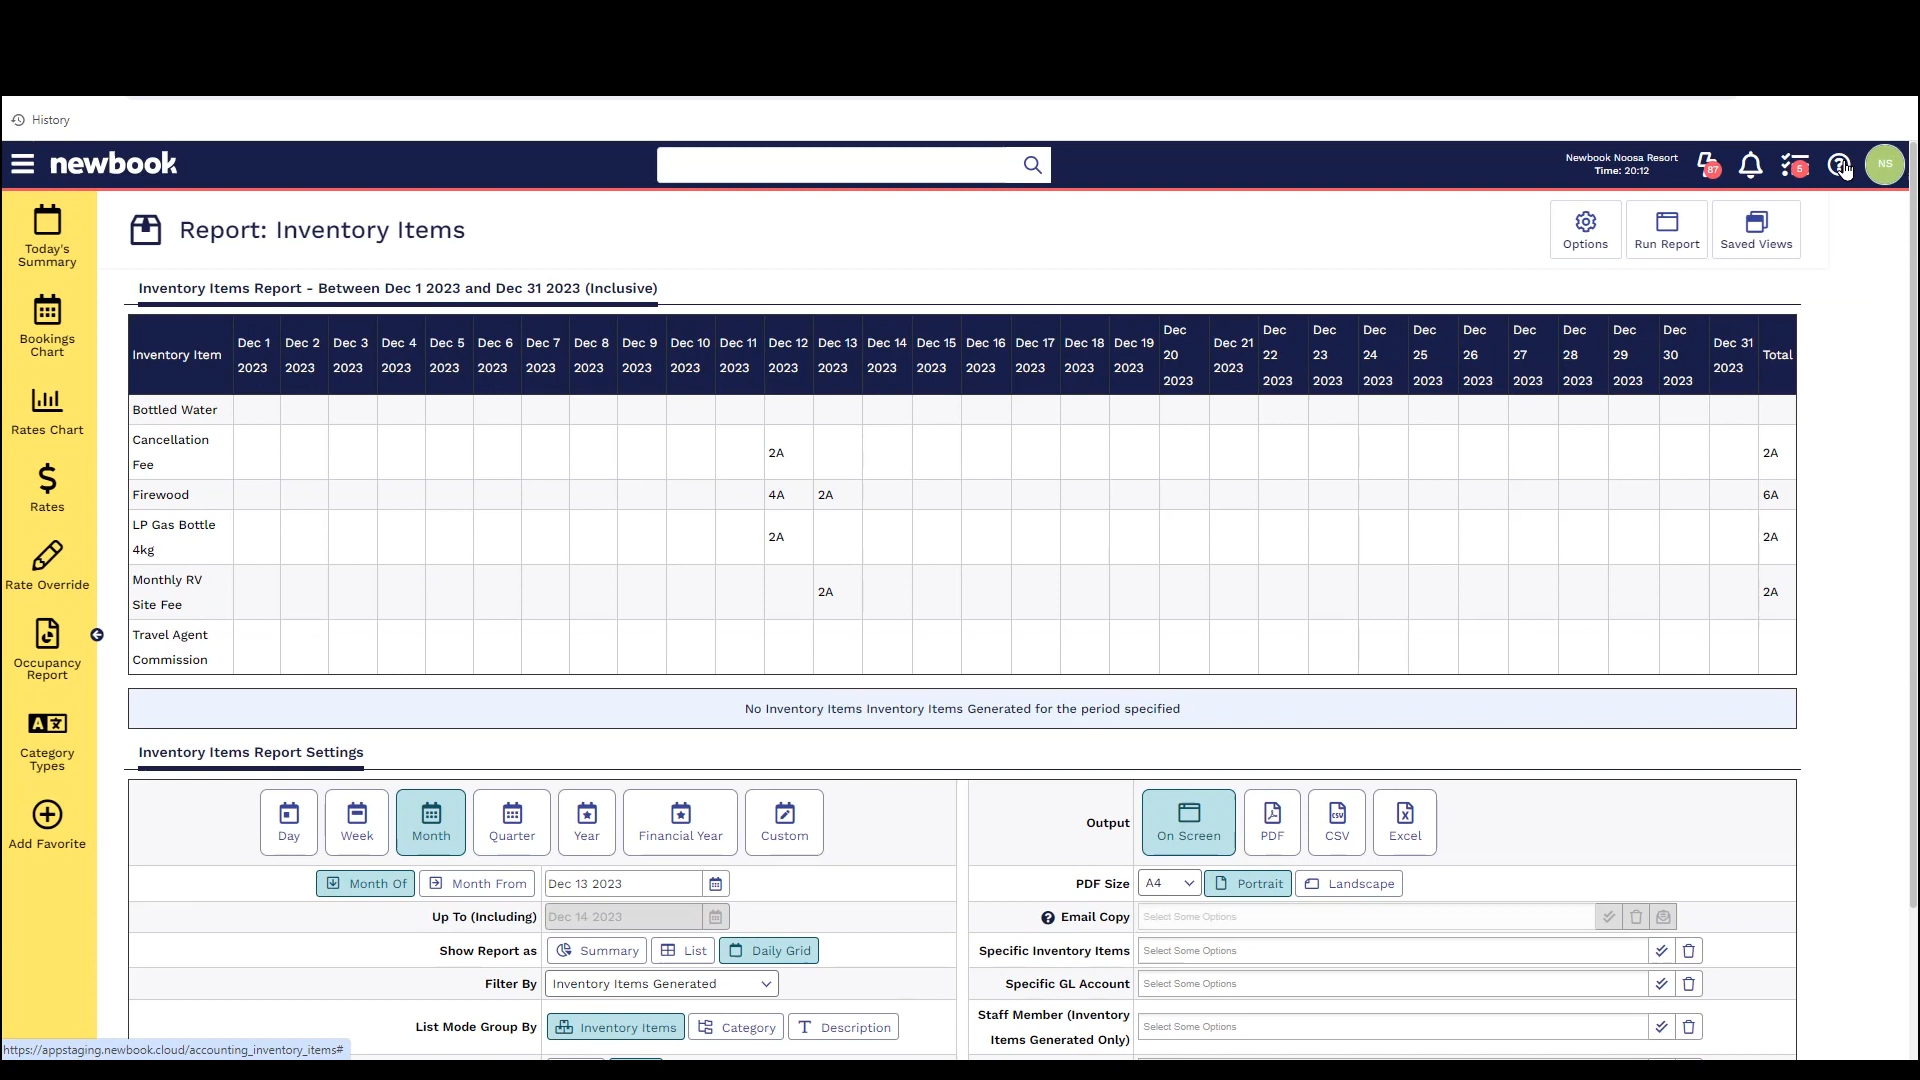 History
newbook
Newbook Noosa Resort
Time: 20:12
87
5
NS
Today's
Summary
Bookings
Chart
Rates Chart
Rates
Rate Override
Occupancy
Report
Category
Types
Add Favorite
Report: Inventory Items
Options
Run Report
Saved Views
Inventory Items Report - Between Dec 1 2023 and Dec 31 2023 (Inclusive)
Inventory Item Dec 1 2023 Dec 2 2023 Dec 3 2023 Dec 4 2023 Dec 5 2023 Dec 6 2023 Dec 7 2023 Dec 8 2023 Dec 9 2023 Dec 10 2023 Dec 11 2023 Dec 12 2023 Dec 13 2023 Dec 14 2023 Dec 15 2023 Dec 16 2023 Dec 17 2023 Dec 18 2023 Dec 19 2023 Dec 20 2023 Dec 21 2023 Dec 22 2023 Dec 23 2023 Dec 24 2023 Dec 25 2023 Dec 26 2023 Dec 27 2023 Dec 28 2023 Dec 29 2023 Dec 30 2023 Dec 31 2023 Total
Bottled Water
Cancellation
Fee 2A 2A
Firewood 4A 2A 6A
LP Gas Bottle
4kg 2A 2A
Monthly RV
Site Fee 2A 2A
Travel Agent
Commission
No Inventory Items Inventory Items Generated for the period specified
Inventory Items Report Settings
Day Week Month Quarter Year Financial Year Custom
Month Of Month From Dec 13 2023
Up To (Including) Dec 14 2023
Show Report as Summary List Daily Grid
Filter By Inventory Items Generated
List Mode Group By Inventory Items Category Description
Output On Screen PDF CSV Excel
PDF Size A4 Portrait Landscape
Email Copy Select Some Options
Specific Inventory Items Select Some Options
Specific GL Account Select Some Options
Staff Member (Inventory
Items Generated Only) Select Some Options
https://appstaging.newbook.cloud/accounting_inventory_items#